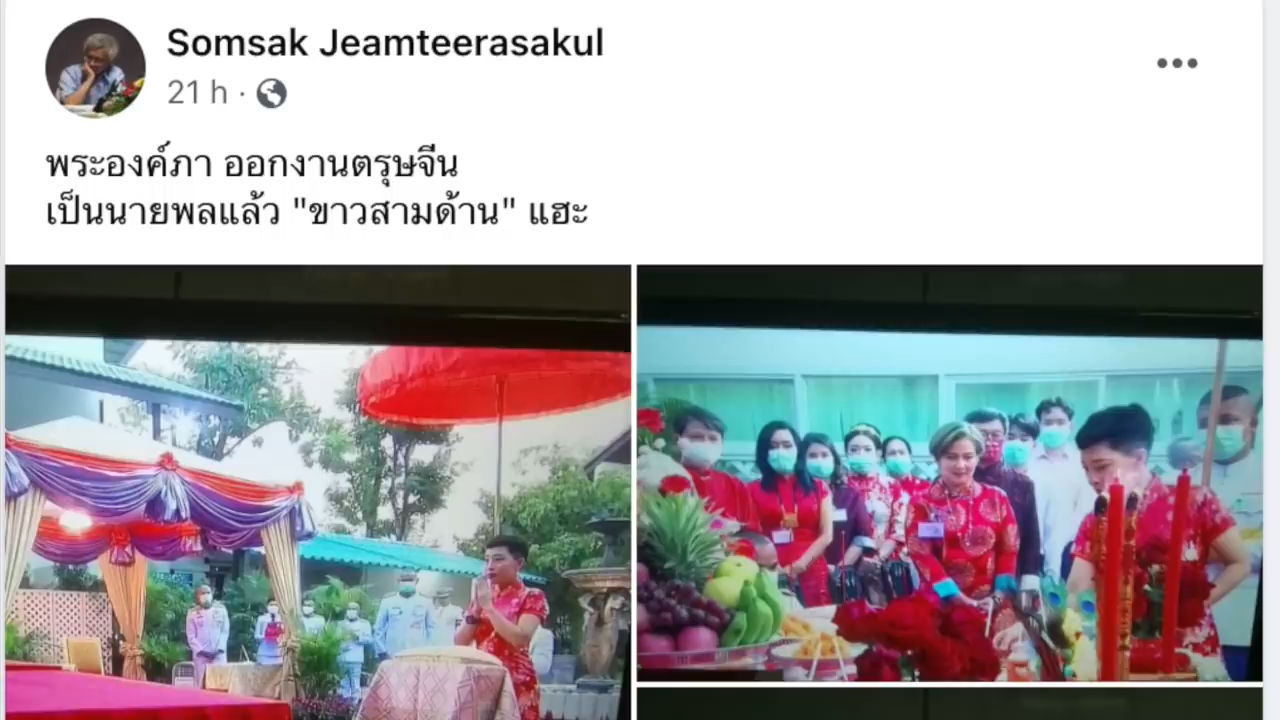 Somsak Jeamteerasakul
21 h ·
พระองค์ภา ออกงานตรุษจีน
เป็นนายพลแล้ว "ขาวสามด้าน" แฮะ